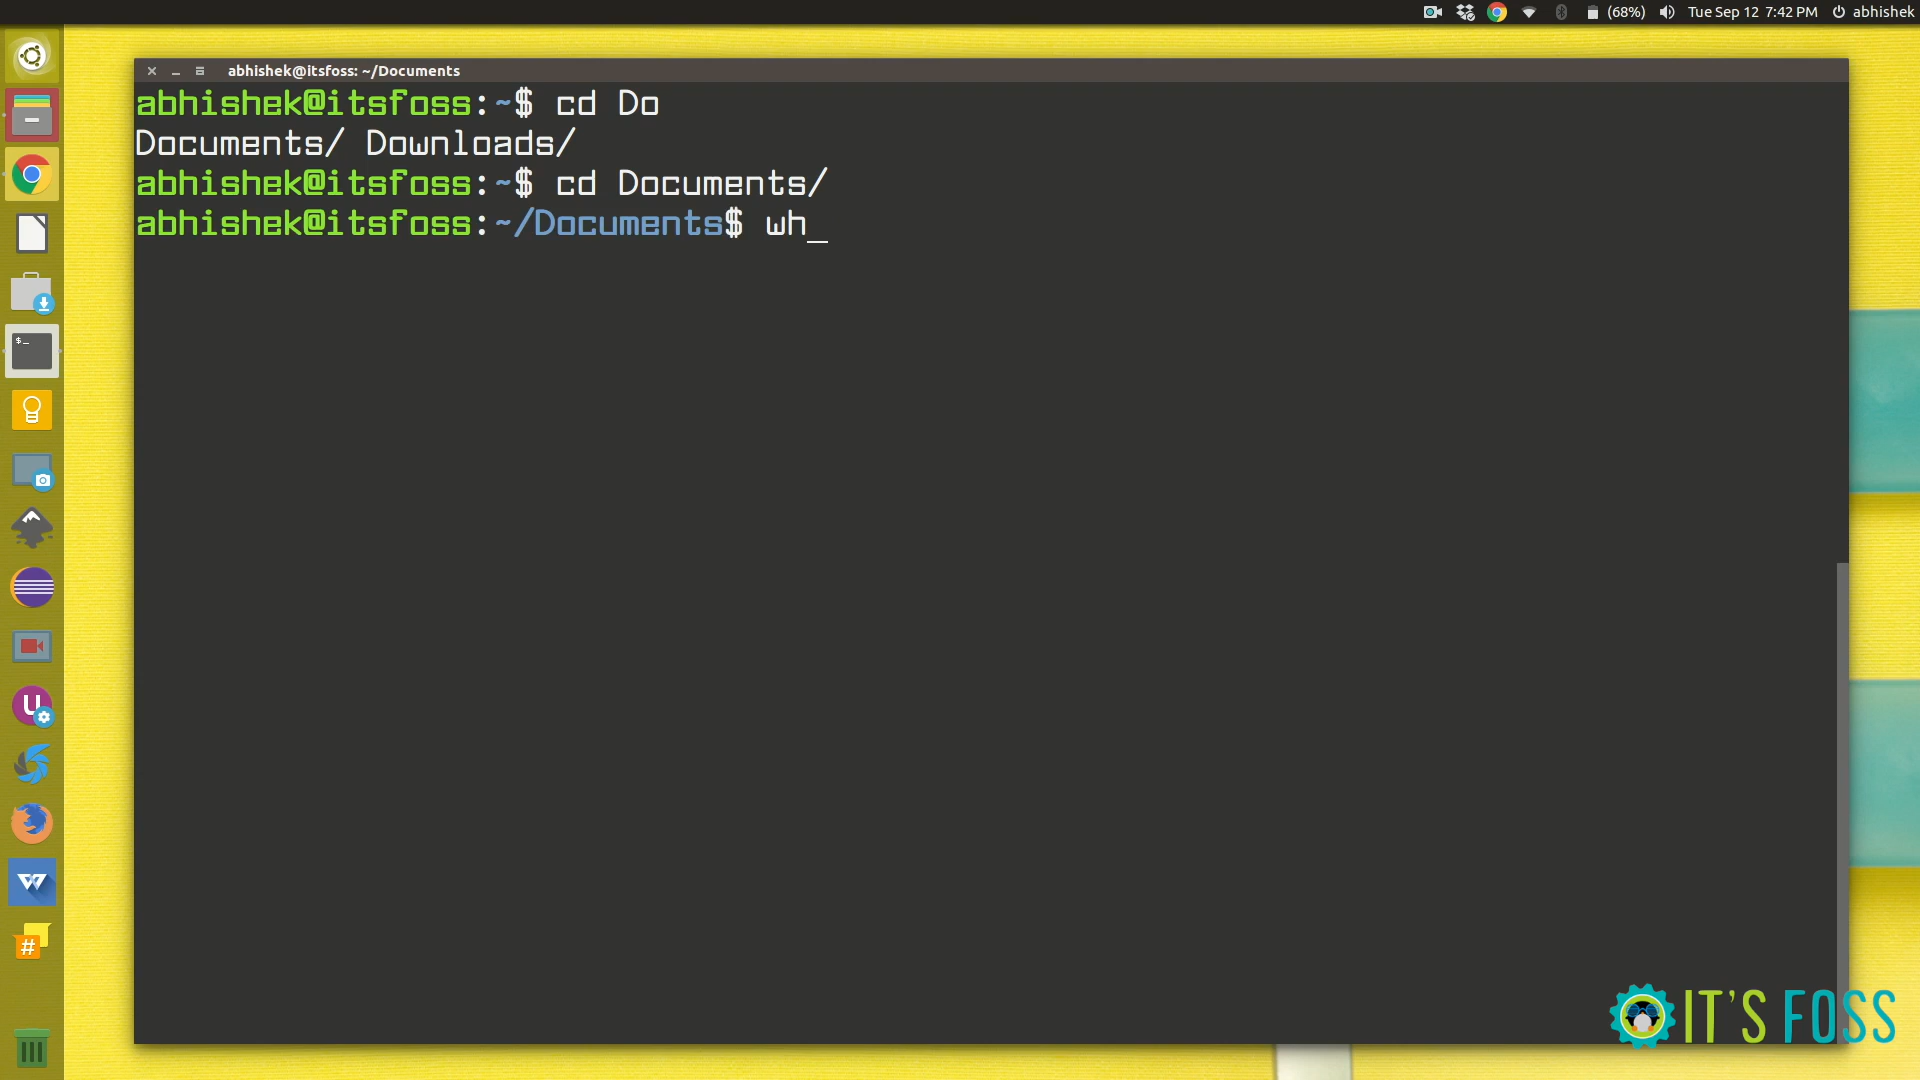 (68%) Tue Sep 12 7:42 PM abhishek
abhishek@itsfoss: ~/Documents
abhishek@itsfoss:~$ cd Do
Documents/ Downloads/
abhishek@itsfoss:~$ cd Documents/
abhishek@itsfoss:~/Documents$ wh_
$_
U
W
#
IT'S FOSS